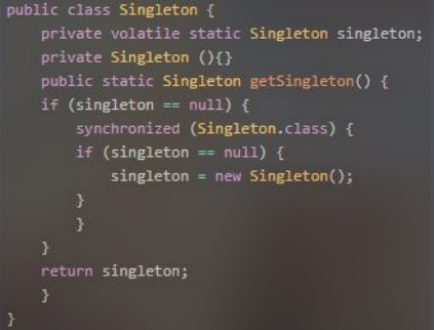 public class Singleton {
    private volatile static Singleton singleton;
    private Singleton (){}
    public static Singleton getSingleton() {
    if (singleton == null) {
        synchronized (Singleton.class) {
        if (singleton == null) {
            singleton = new Singleton();
        }
        }
    }
    return singleton;
    }
}